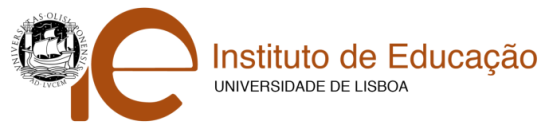 UNIVERSITAS OLISIPONENSIS
AD LVCEM
ie
Instituto de Educação
UNIVERSIDADE DE LISBOA